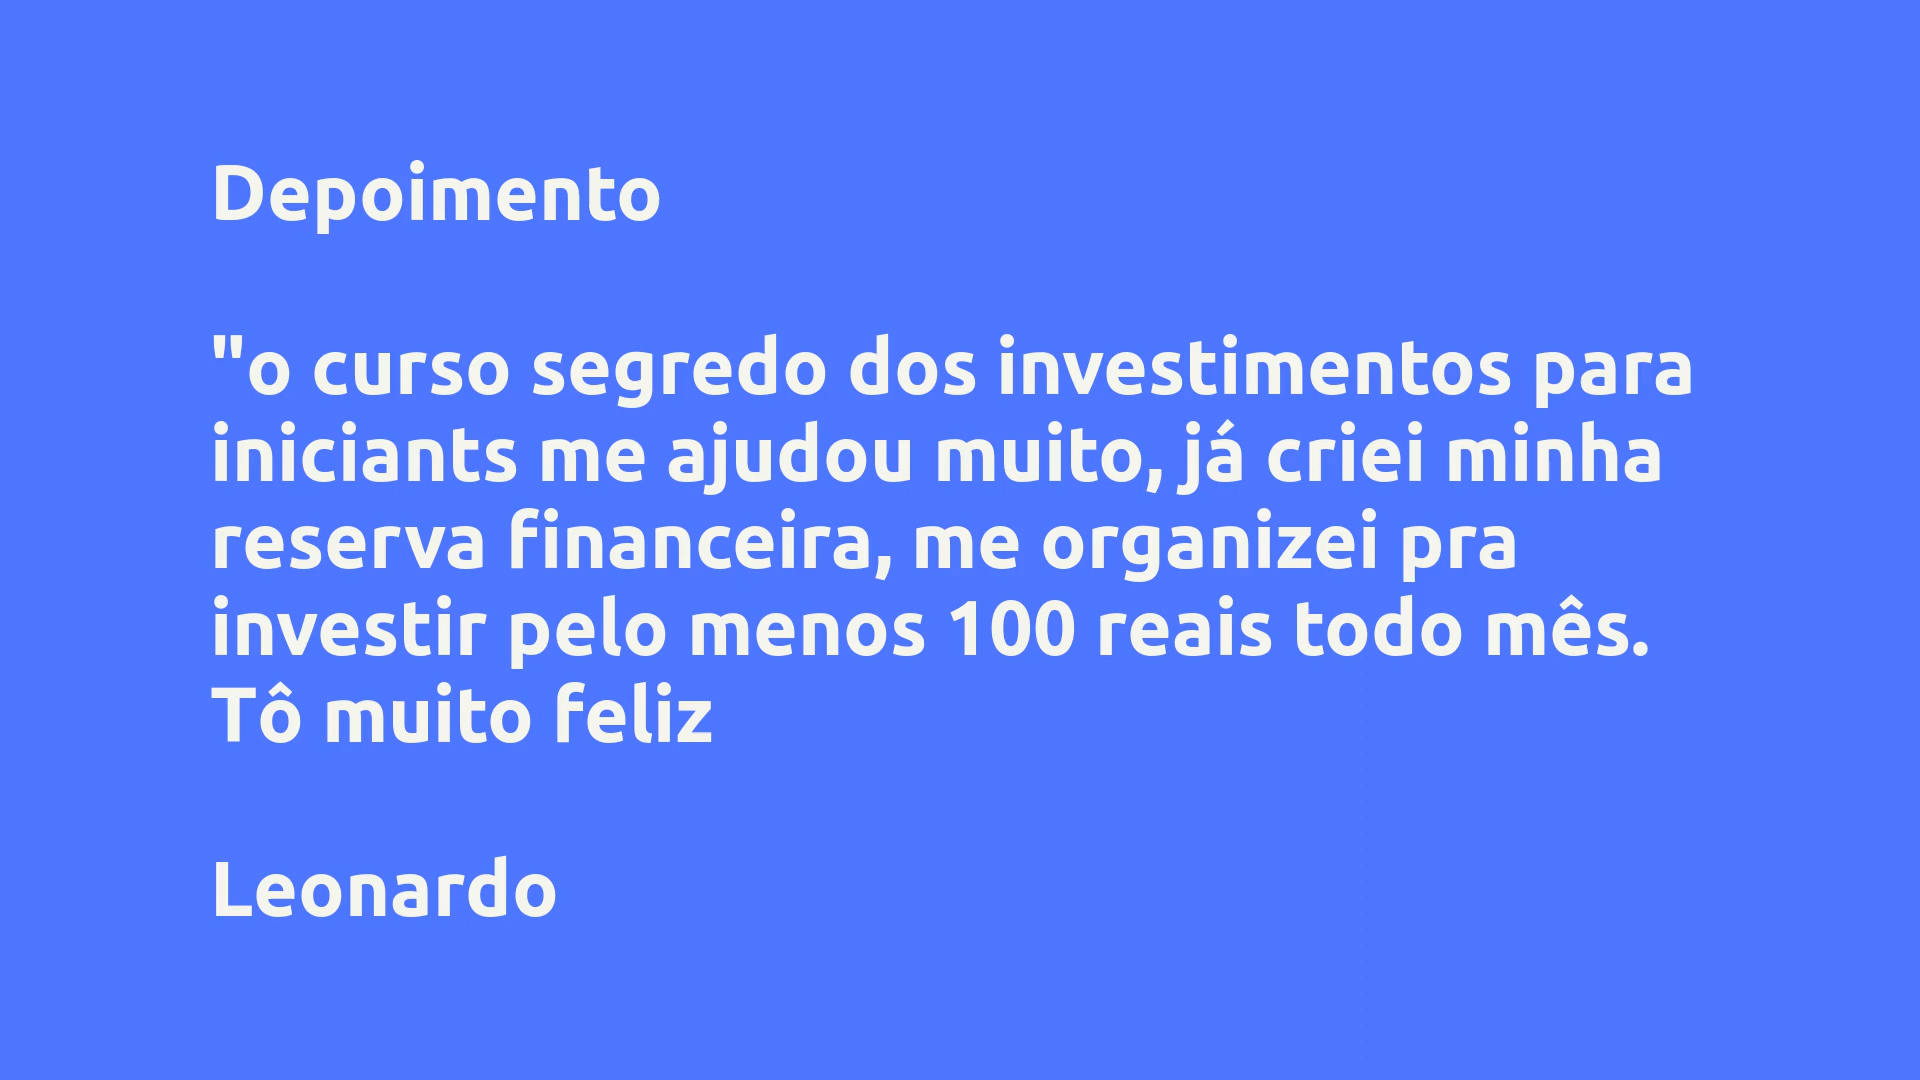 Depoimento
"o curso segredo dos investimentos para
iniciants me ajudou muito, já criei minha
reserva financeira, me organizei pra
investir pelo menos 100 reais todo mês.
Tô muito feliz
Leonardo